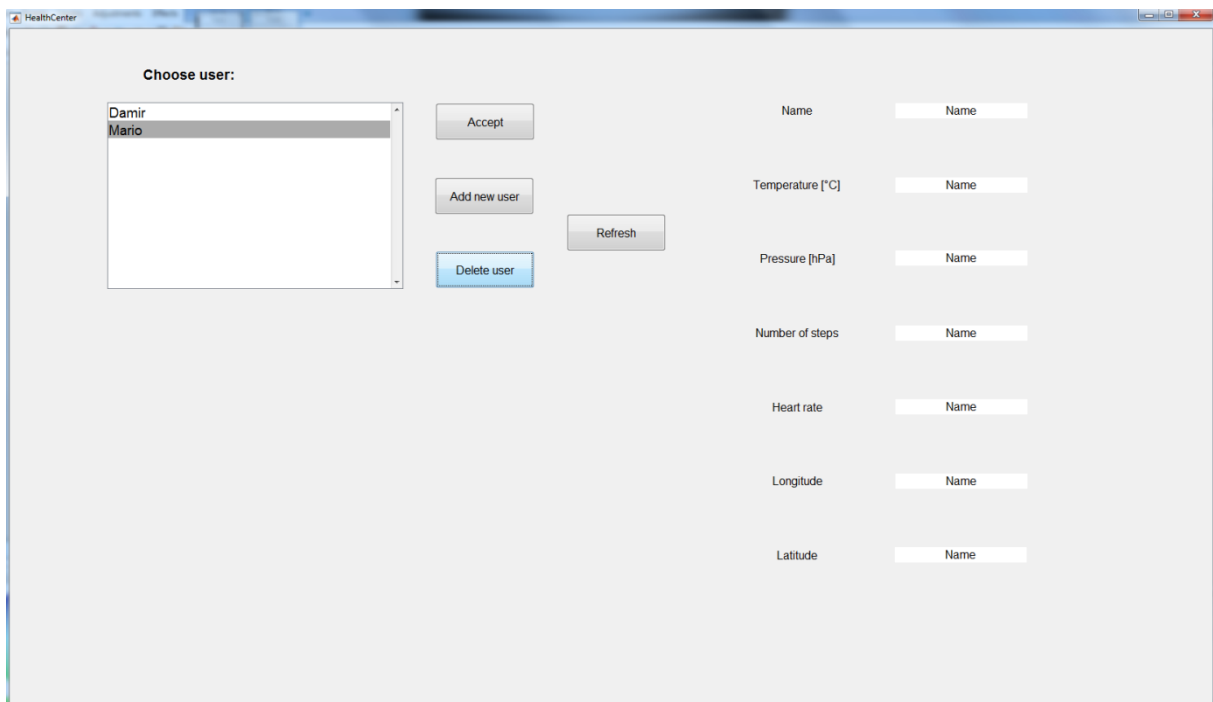 HealthCenter
Choose user:
Damir
Mario
Accept
Add new user
Delete user
Refresh
Name Name
Temperature [°C] Name
Pressure [hPa] Name
Number of steps Name
Heart rate Name
Longitude Name
Latitude Name